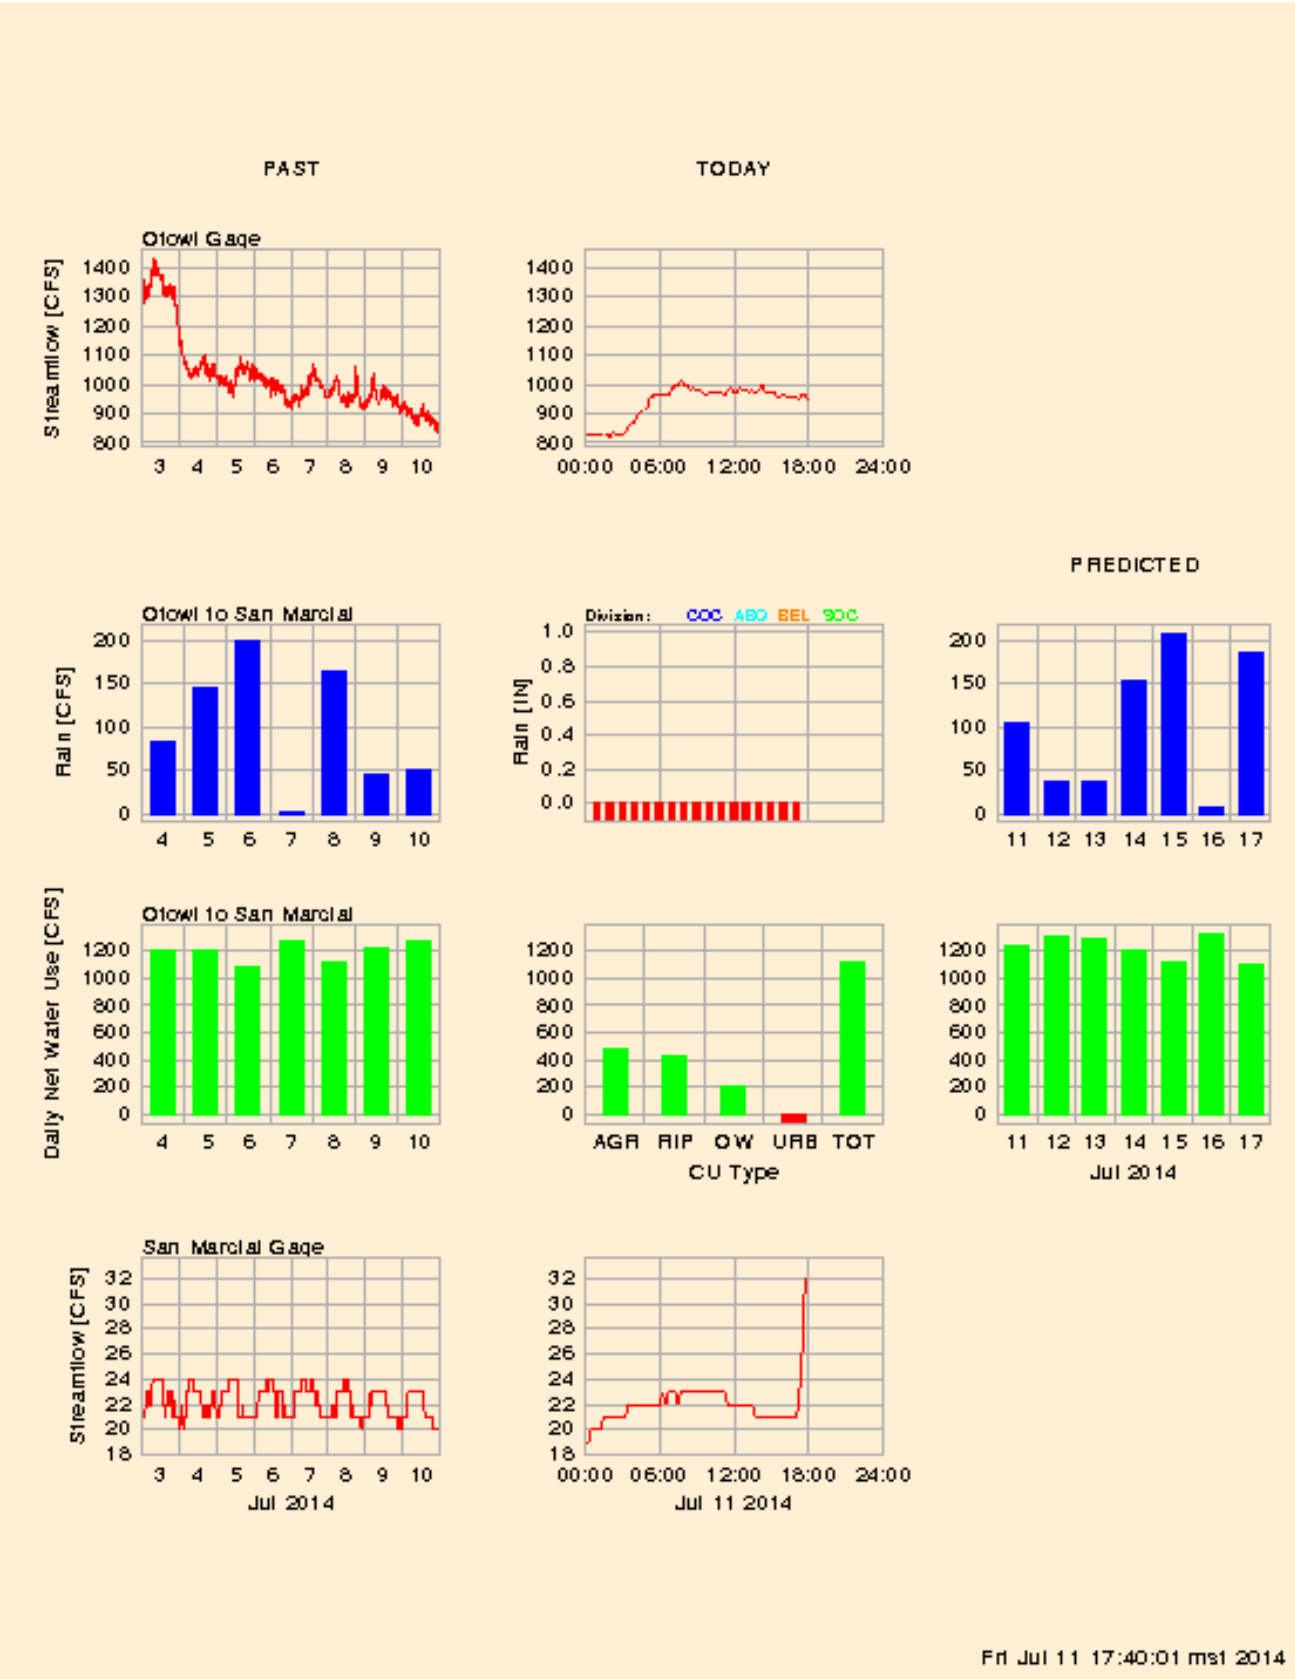 PAST TODAY
Otowi Gage
Streamflow [CFS]
1400
1300
1200
1100
1000
900
800
3 4 5 6 7 8 9 10
1400
1300
1200
1100
1000
900
800
00:00 06:00 12:00 18:00 24:00
PREDICTED
Otowi to San Marcial
Rain [CFS]
200
150
100
50
0
4 5 6 7 8 9 10
Division: COC ABQ BEL SOC
Rain [IN]
1.0
0.8
0.6
0.4
0.2
0.0
200
150
100
50
0
11 12 13 14 15 16 17
Otowi to San Marcial
Daily Net Water Use [CFS]
1200
1000
800
600
400
200
0
4 5 6 7 8 9 10
1200
1000
800
600
400
200
0
AGR RIP OW URB TOT
CU Type
1200
1000
800
600
400
200
0
11 12 13 14 15 16 17
Jul 2014
San Marcial Gage
Streamflow [CFS]
32
30
28
26
24
22
20
18
3 4 5 6 7 8 9 10
Jul 2014
32
30
28
26
24
22
20
18
00:00 06:00 12:00 18:00 24:00
Jul 11 2014
Fri Jul 11 17:40:01 mst 2014